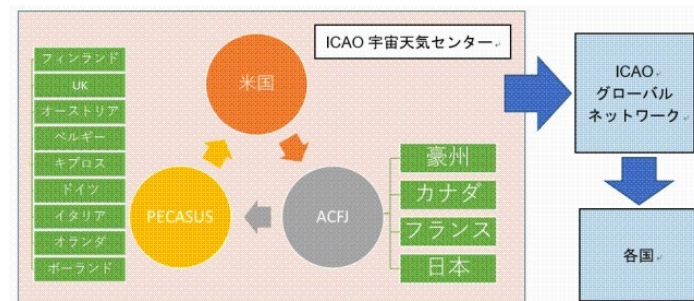 ICAO 宇宙天気センター
フィンランド
UK
オーストリア
ベルギー
キプロス
ドイツ
イタリア
オランダ
ポーランド
米国
PECASUS
ACFJ
豪州
カナダ
フランス
日本
ICAO
グローバル
ネットワーク
各国